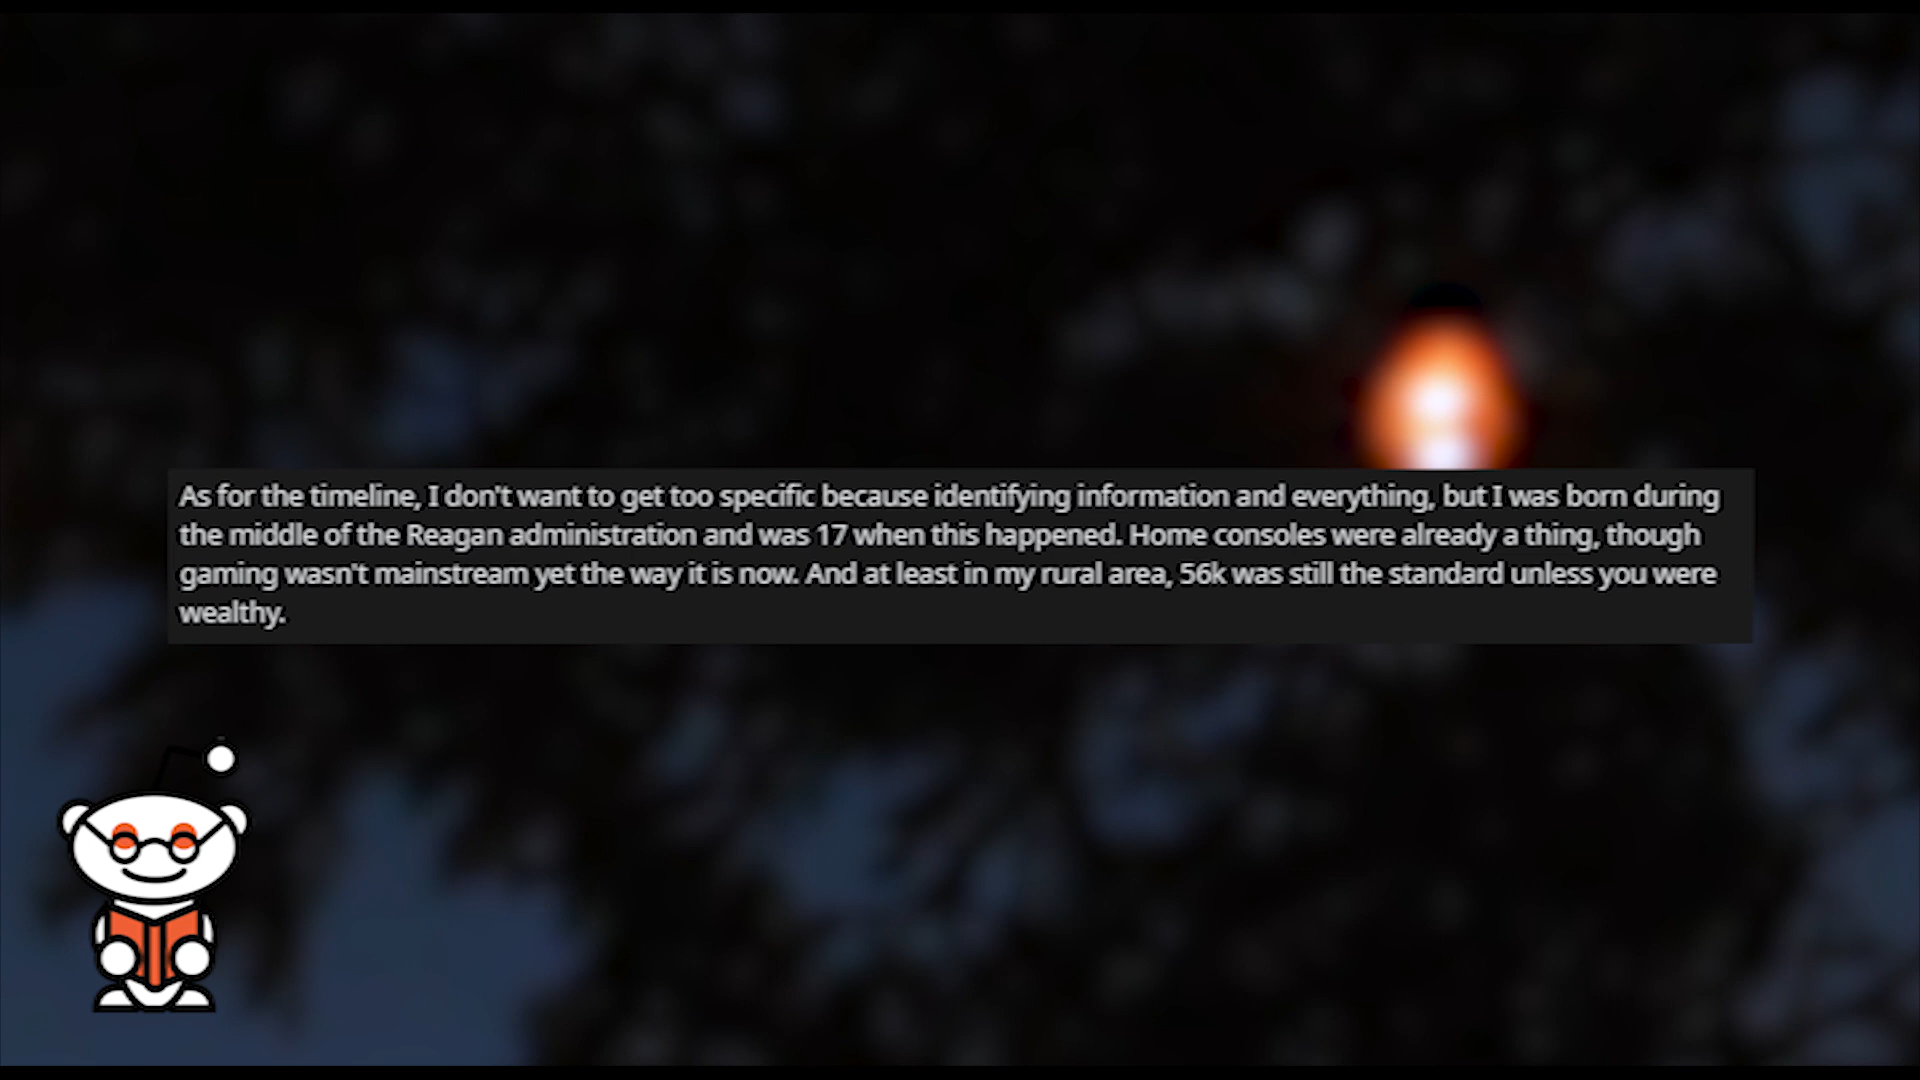 As for the timeline, I don't want to get too specific because identifying information and everything, but I was born during
the middle of the Reagan administration and was 17 when this happened. Home consoles were already a thing, though
gaming wasn't mainstream yet the way it is now. And at least in my rural area, 56k was still the standard unless you were
wealthy.